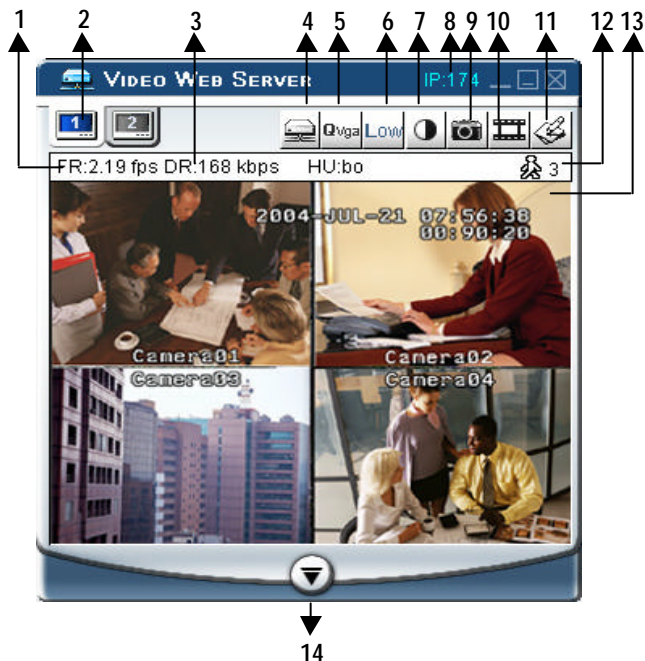 1 2 3 4 5 6 7 8 9 10 11 12 13
VIDEO WEB SERVER IP:174
1 2 Qvga Low
FR:2.19 fps DR:168 kbps HU:bo 3
2004-JUL-21 07:56:38
00:90:20
Camera01 Camera02
Camera03 Camera04
14